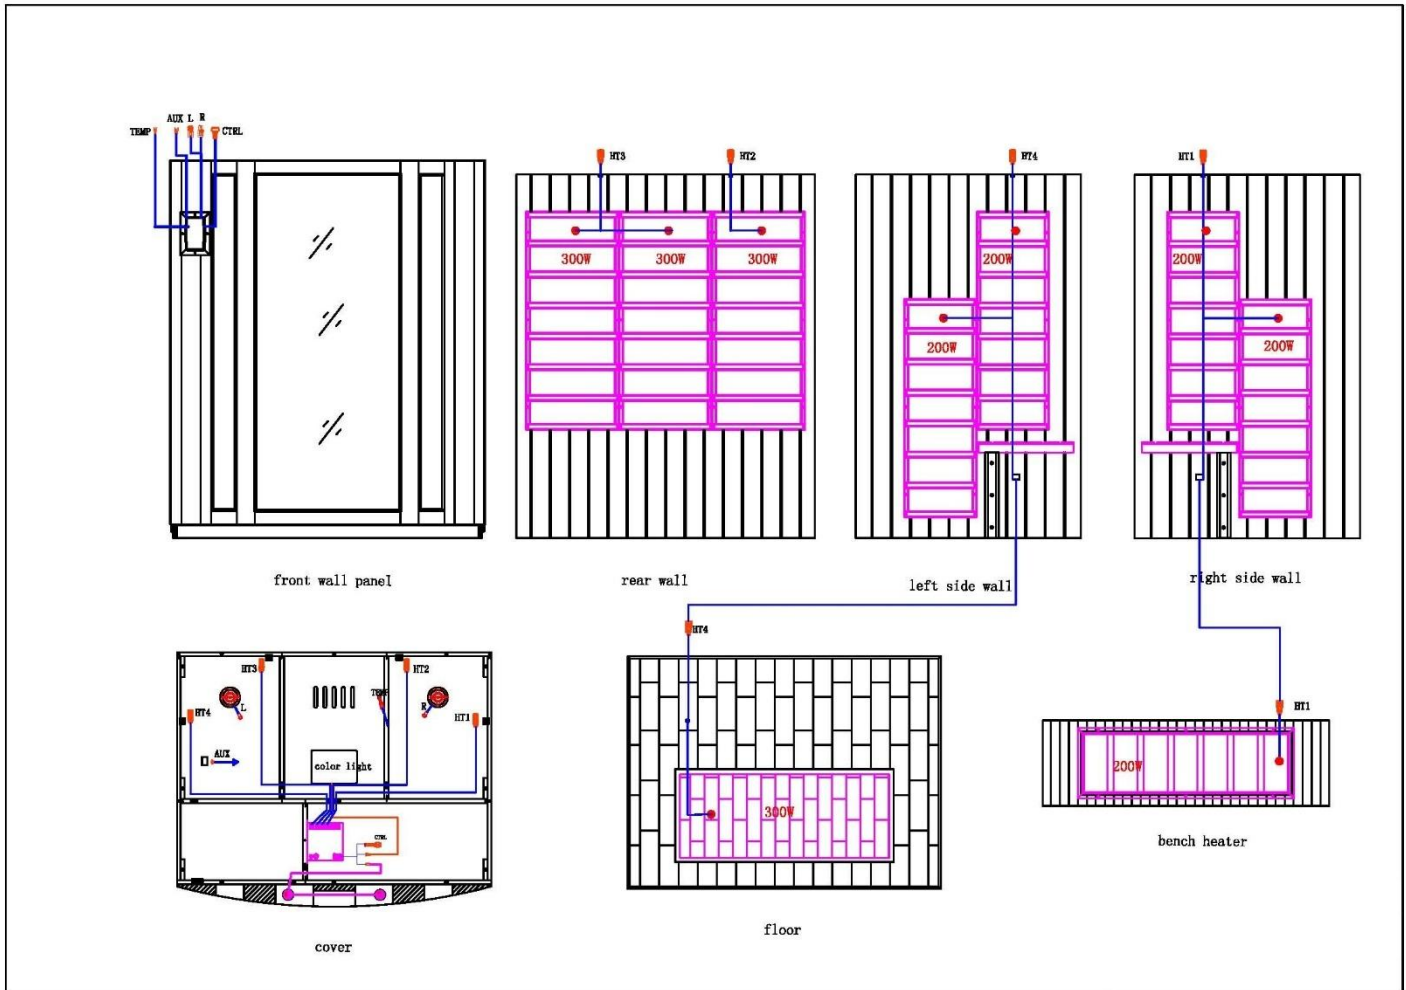 TEMP AUX L R CTRL
HT3 HT2 HT4 HT1
300W 300W 300W 200W 200W
200W 200W
front wall panel rear wall left side wall right side wall
HT4
HT3 HT2
TEMP
HT4 L R HT1
HT1
AUX
color light 200W
300W
CTRL
bench heater
floor
cover